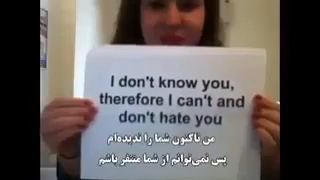 I don't know you,
therefore I can't and
don't hate you
من تاکنون شما را ندیده‌ام
پس نمی‌توانم از شما متنفر باشم